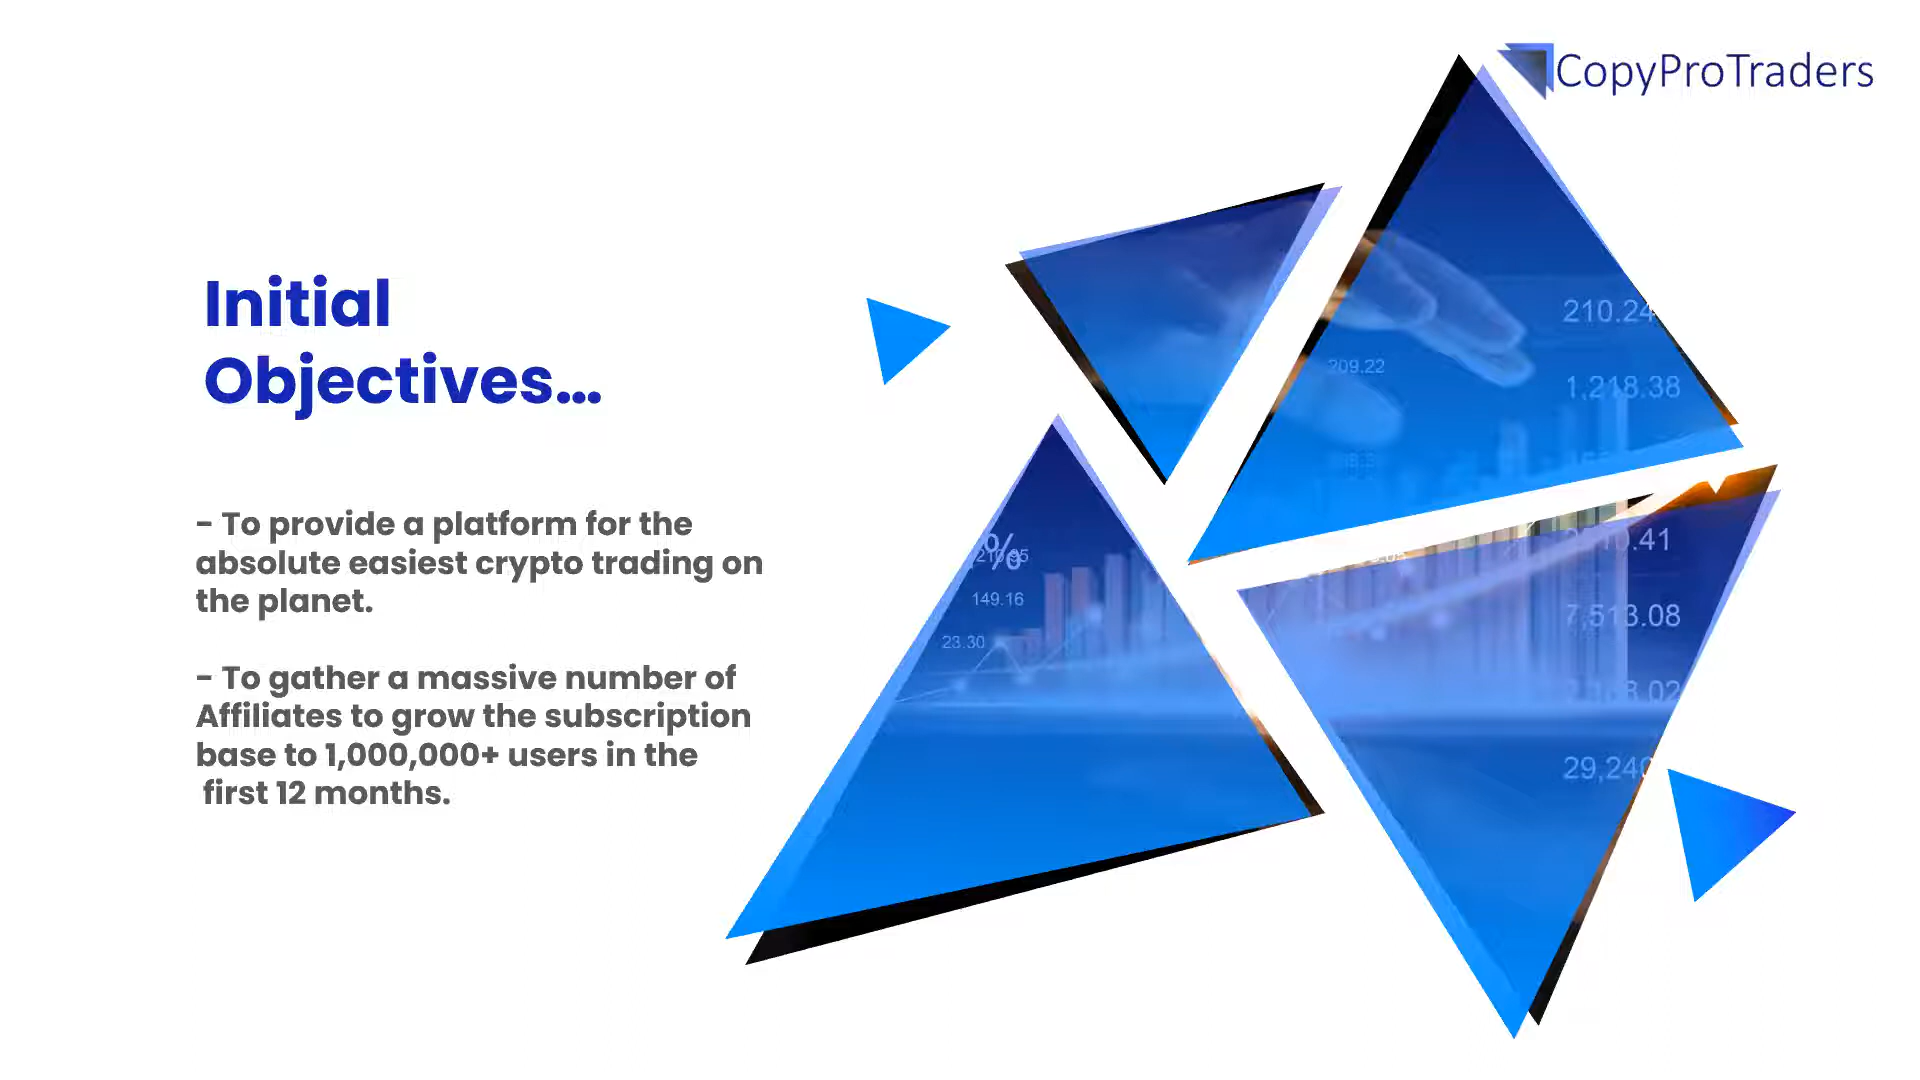 CopyProTraders
Initial
Objectives...
- To provide a platform for the
absolute easiest crypto trading on
the planet.
- To gather a massive number of
Affiliates to grow the subscription
base to 1,000,000+ users in the
first 12 months.
210.24
209.22
1,218.38
%
149.16
23.30
7,513.08
29,240